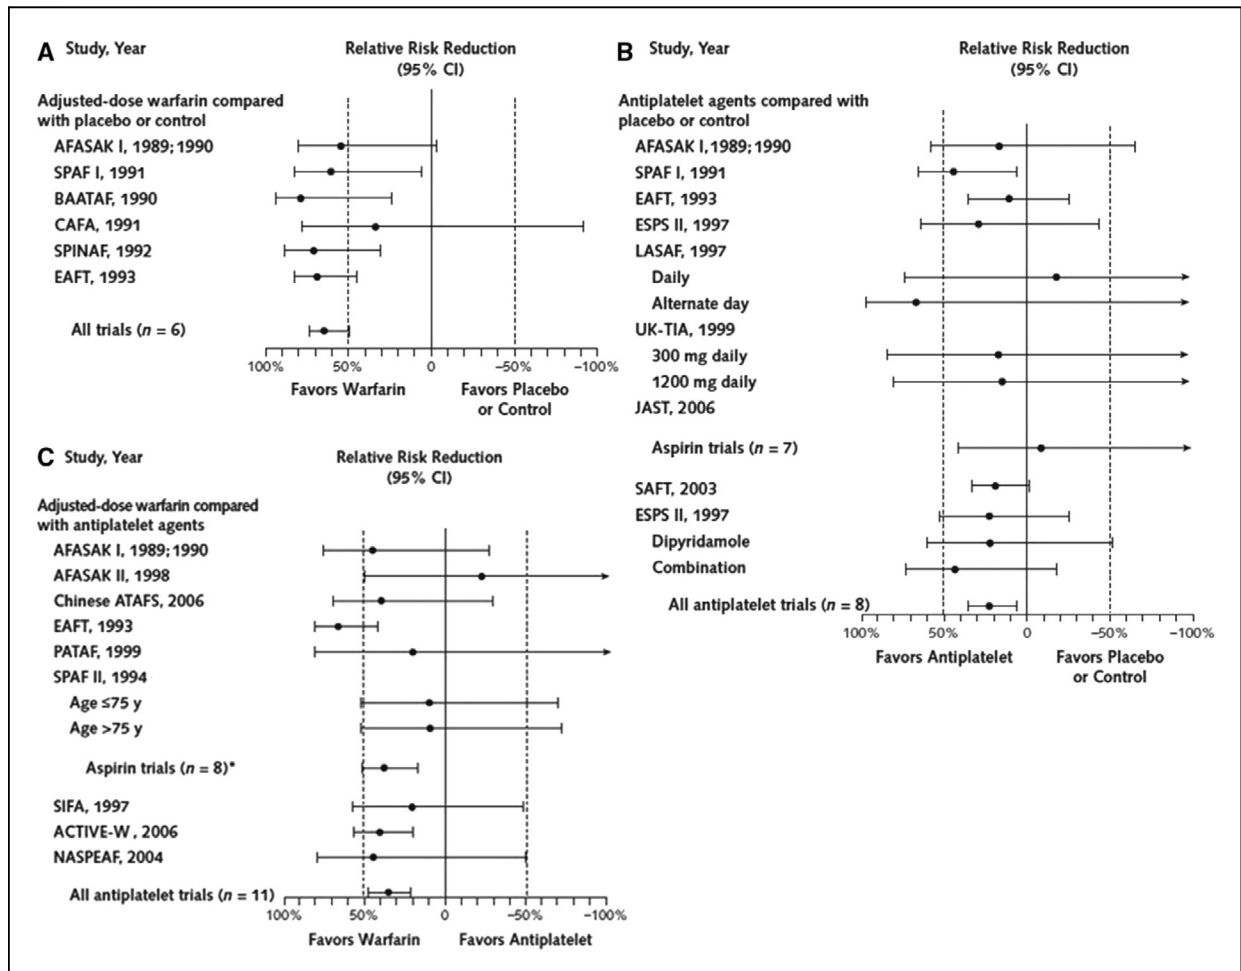 A Study, Year Relative Risk Reduction
(95% CI)
Adjusted-dose warfarin compared
with placebo or control
AFASAK I, 1989; 1990
SPAF I, 1991
BAATAF, 1990
CAFA, 1991
SPINAF, 1992
EAFT, 1993
All trials (n = 6)
100% 50% 0 −50% −100%
Favors Warfarin Favors Placebo
or Control
B Study, Year Relative Risk Reduction
(95% CI)
Antiplatelet agents compared with
placebo or control
AFASAK I, 1989; 1990
SPAF I, 1991
EAFT, 1993
ESPS II, 1997
LASAF, 1997
Daily
Alternate day
UK-TIA, 1999
300 mg daily
1200 mg daily
JAST, 2006
Aspirin trials (n = 7)
SAFT, 2003
ESPS II, 1997
Dipyridamole
Combination
All antiplatelet trials (n = 8)
100% 50% 0 −50% −100%
Favors Antiplatelet Favors Placebo
or Control
C Study, Year Relative Risk Reduction
(95% CI)
Adjusted-dose warfarin compared
with antiplatelet agents
AFASAK I, 1989; 1990
AFASAK II, 1998
Chinese ATAFS, 2006
EAFT, 1993
PATAF, 1999
SPAF II, 1994
Age ≤75 y
Age >75 y
Aspirin trials (n = 8)*
SIFA, 1997
ACTIVE-W , 2006
NASPEAF, 2004
All antiplatelet trials (n = 11)
100% 50% 0 −50% −100%
Favors Warfarin Favors Antiplatelet